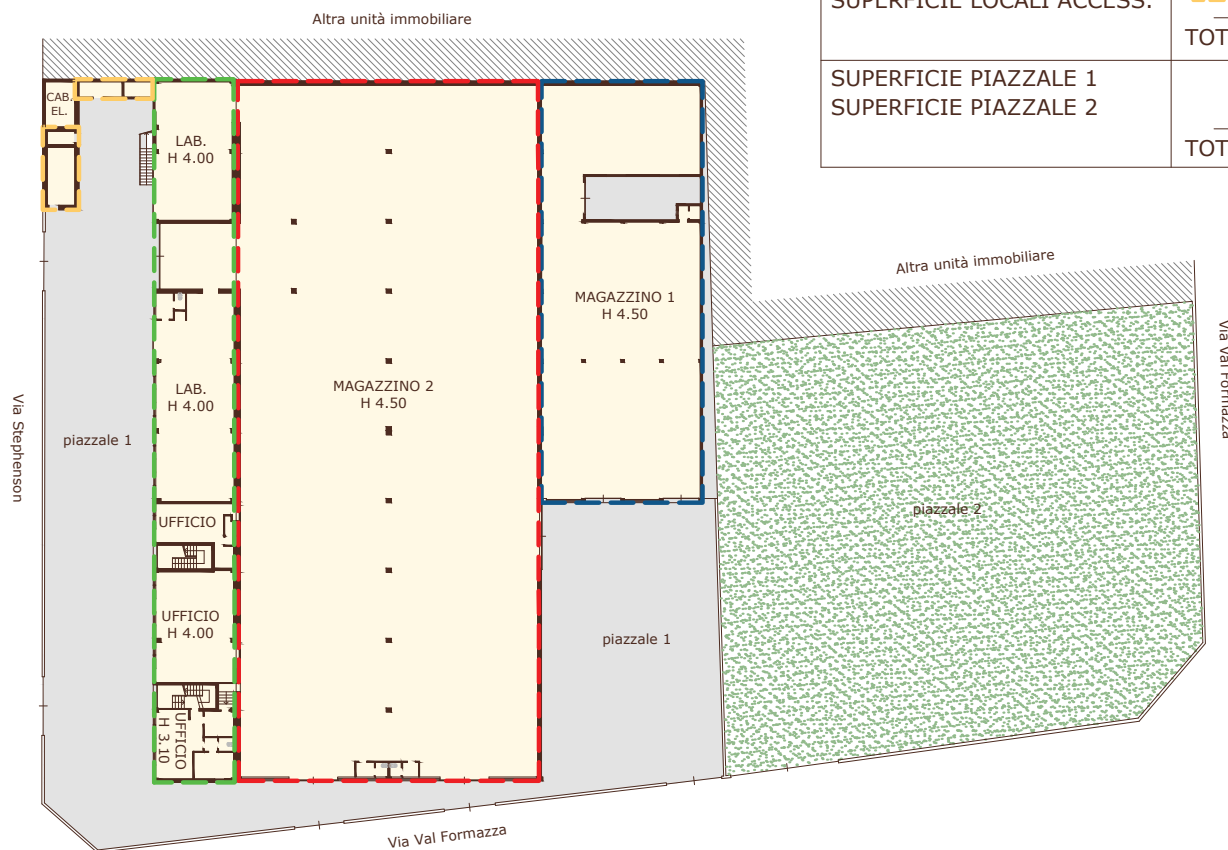 Altra unità immobiliare
SUPERFICIE LOCALI ACCESS.
SUPERFICIE PIAZZALE 1
SUPERFICIE PIAZZALE 2
CAB.
EL.
LAB.
H 4.00
Altra unità immobiliare
MAGAZZINO 1
H 4.50
Via Val Formazza
MAGAZZINO 2
H 4.50
LAB.
H 4.00
Via Stephenson
piazzale 1
piazzale 2
UFFICIO
UFFICIO
H 4.00
piazzale 1
UFFICIO
H 3.10
Via Val Formazza